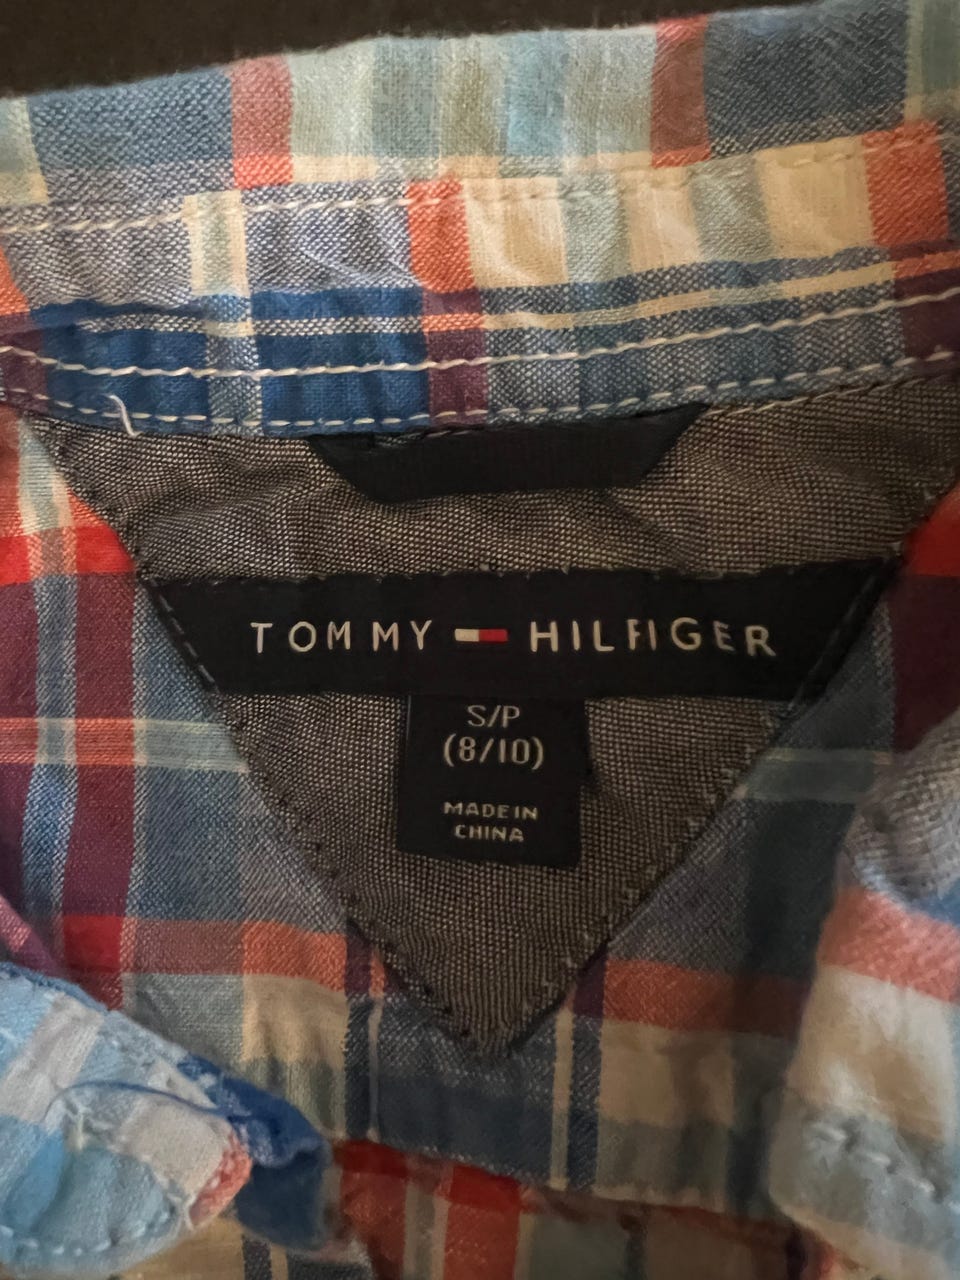 TOMMY HILFIGER
S/P
(8/10)
MADE IN
CHINA